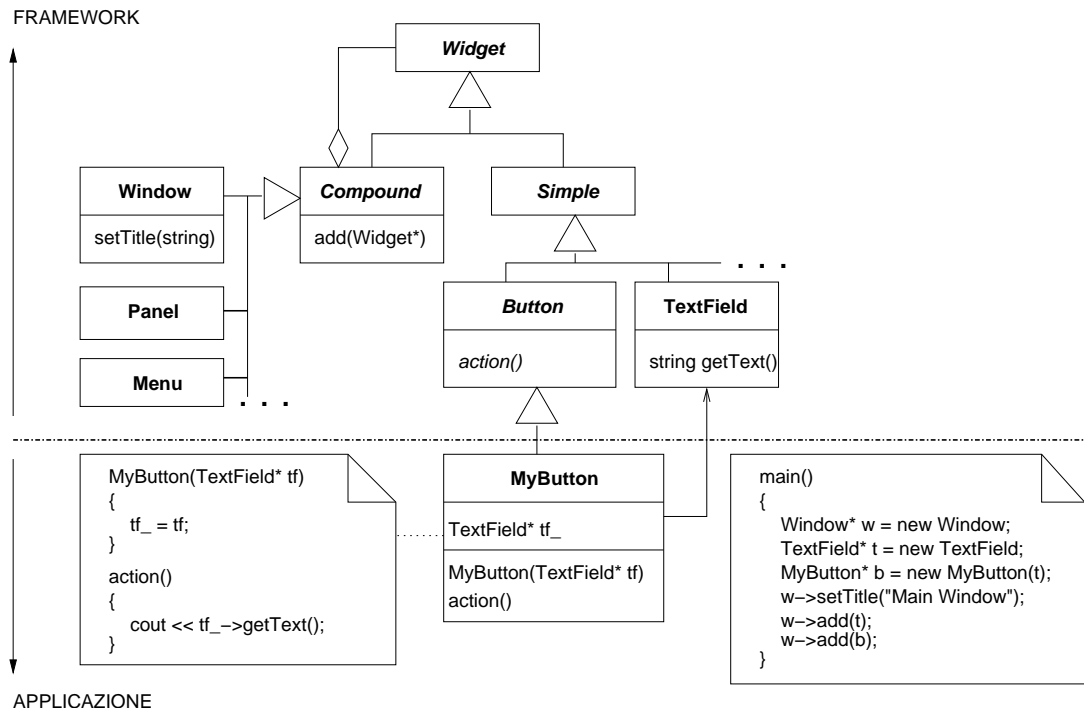 FRAMEWORK
Widget
Window
setTitle(string)
Compound
add(Widget*)
Simple
. . .
Panel
Menu
. . .
Button
action()
TextField
string getText()
MyButton(TextField* tf)
{
tf_ = tf;
}
action()
{
cout << tf_->getText();
}
MyButton
TextField* tf_
MyButton(TextField* tf)
action()
main()
{
Window* w = new Window;
TextField* t = new TextField;
MyButton* b = new MyButton(t);
w->setTitle("Main Window");
w->add(t);
w->add(b);
}
APPLICAZIONE